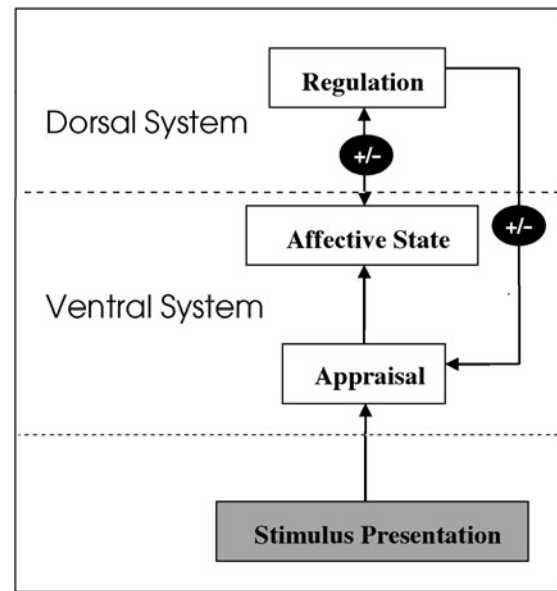 Regulation
Dorsal System
+/–
Affective State
+/–
Ventral System
Appraisal
Stimulus Presentation